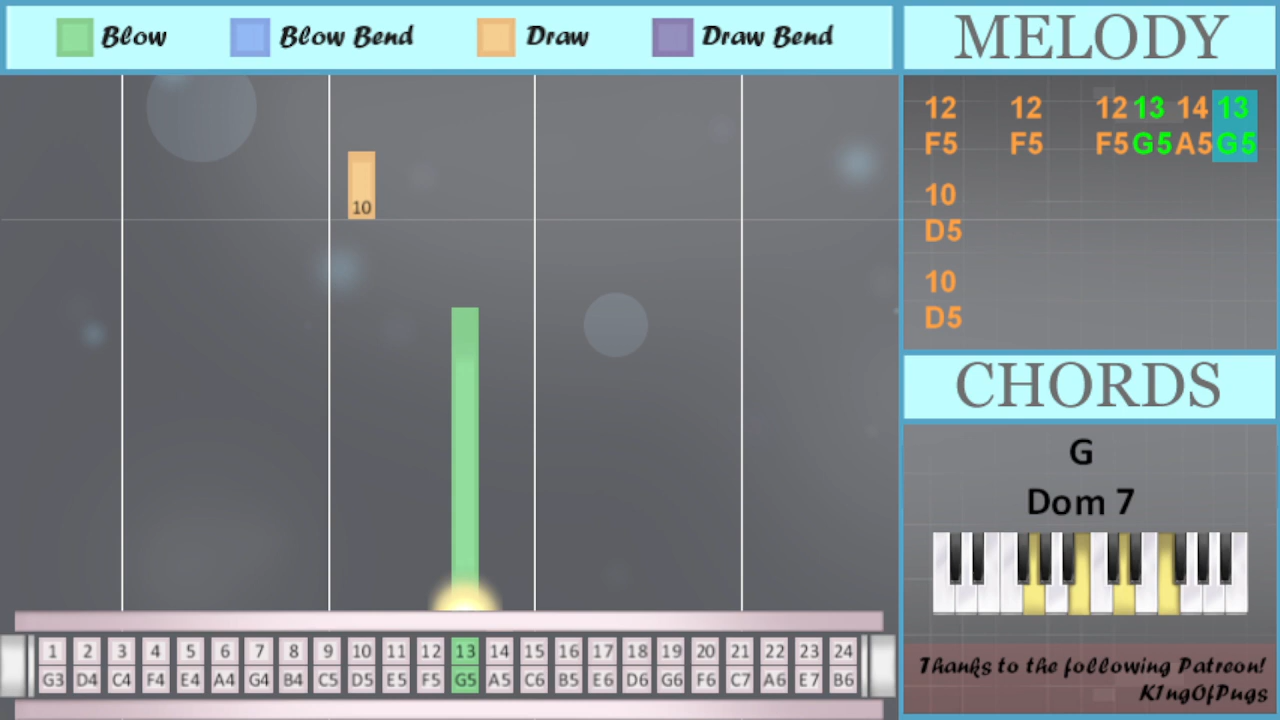 Blow Blow Bend Draw Draw Bend
MELODY
12 12 12 13 14 13
F5 F5 F5 G5 A5 G5
10
D5
10
D5
10
CHORDS
G
Dom 7
1 2 3 4 5 6 7 8 9 10 11 12 13 14 15 16 17 18 19 20 21 22 23 24
G3 D4 C4 F4 E4 A4 G4 B4 C5 D5 E5 F5 G5 A5 C6 B5 E6 D6 G6 F6 C7 A6 E7 B6
Thanks to the following Patreon!
K1ngOfPugs